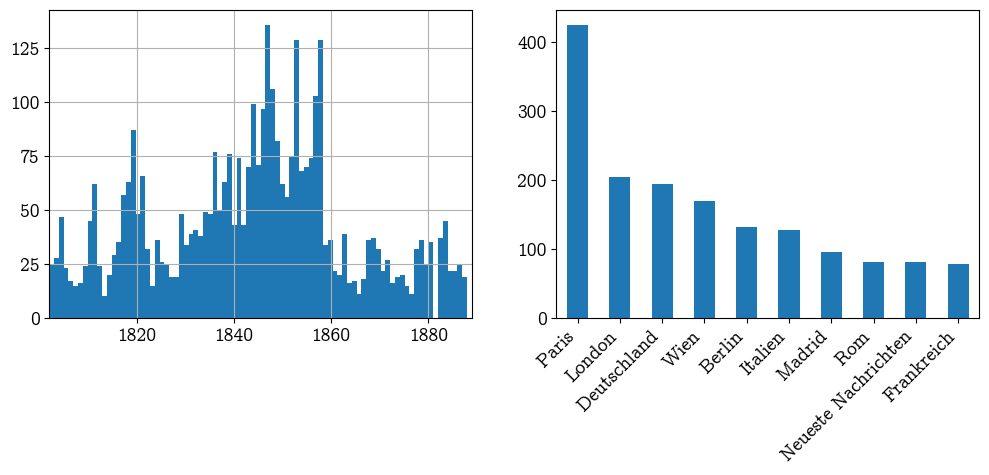 125
100
75
50
25
0
1820 1840 1860 1880
400
300
200
100
0
Paris
London
Deutschland
Wien
Berlin
Italien
Madrid
Rom
Neueste Nachrichten
Frankreich